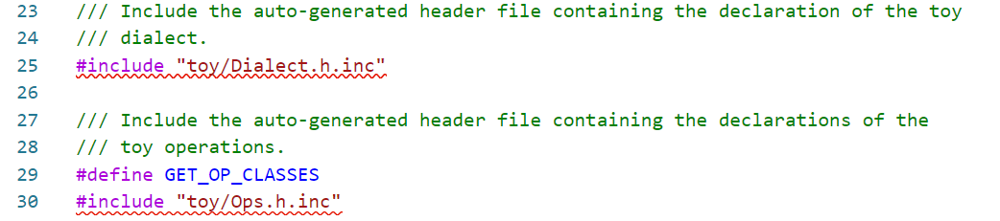 23 /// Include the auto-generated header file containing the declaration of the toy
24 /// dialect.
25 #include "toy/Dialect.h.inc"
26
27 /// Include the auto-generated header file containing the declarations of the
28 /// toy operations.
29 #define GET_OP_CLASSES
30 #include "toy/Ops.h.inc"